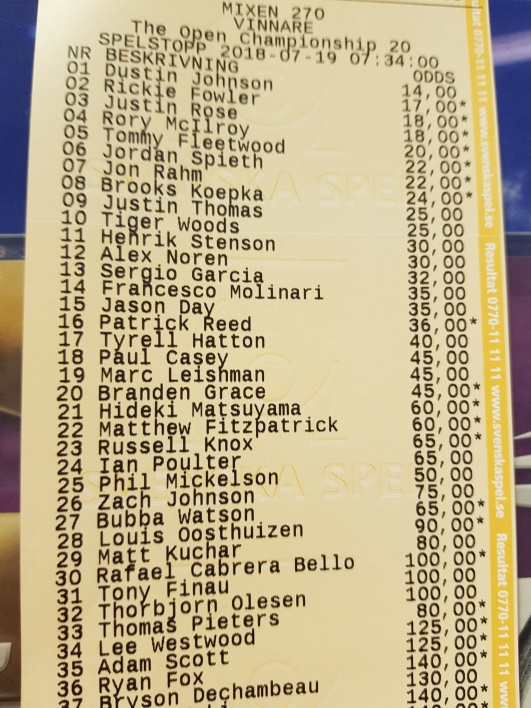 MIXEN 270
VINNARE
The Open Championship 20
SPELSTOPP 2018-07-19 07:34:00
NR BESKRIVNING ODDS
01 Dustin Johnson 14,00
02 Rickie Fowler 17,00*
03 Justin Rose 18,00*
04 Rory McIlroy 18,00*
05 Tommy Fleetwood 20,00*
06 Jordan Spieth 22,00*
07 Jon Rahm 22,00*
08 Brooks Koepka 24,00*
09 Justin Thomas 25,00
10 Tiger Woods 25,00
11 Henrik Stenson 30,00
12 Alex Noren 30,00
13 Sergio Garcia 32,00
14 Francesco Molinari 35,00
15 Jason Day 35,00
16 Patrick Reed 36,00*
17 Tyrell Hatton 40,00
18 Paul Casey 45,00
19 Marc Leishman 45,00
20 Branden Grace 45,00*
21 Hideki Matsuyama 60,00*
22 Matthew Fitzpatrick 60,00*
23 Russell Knox 65,00*
24 Ian Poulter 65,00
25 Phil Mickelson 50,00
26 Zach Johnson 75,00
27 Bubba Watson 65,00*
28 Louis Oosthuizen 90,00*
29 Matt Kuchar 80,00
30 Rafael Cabrera Bello 100,00*
31 Tony Finau 100,00
32 Thorbjorn Olesen 100,00
33 Thomas Pieters 80,00*
34 Lee Westwood 125,00*
35 Adam Scott 125,00*
36 Ryan Fox 140,00*
37 Bryson Dechambeau 130,00
140,00*
Resultat 0770-11 11 11 www.svenskaspel.se
Resultat 0770-11 11 11 www.svenskaspel.se
Resultat 0770-11 11 11 www
SVENSKA SPEL